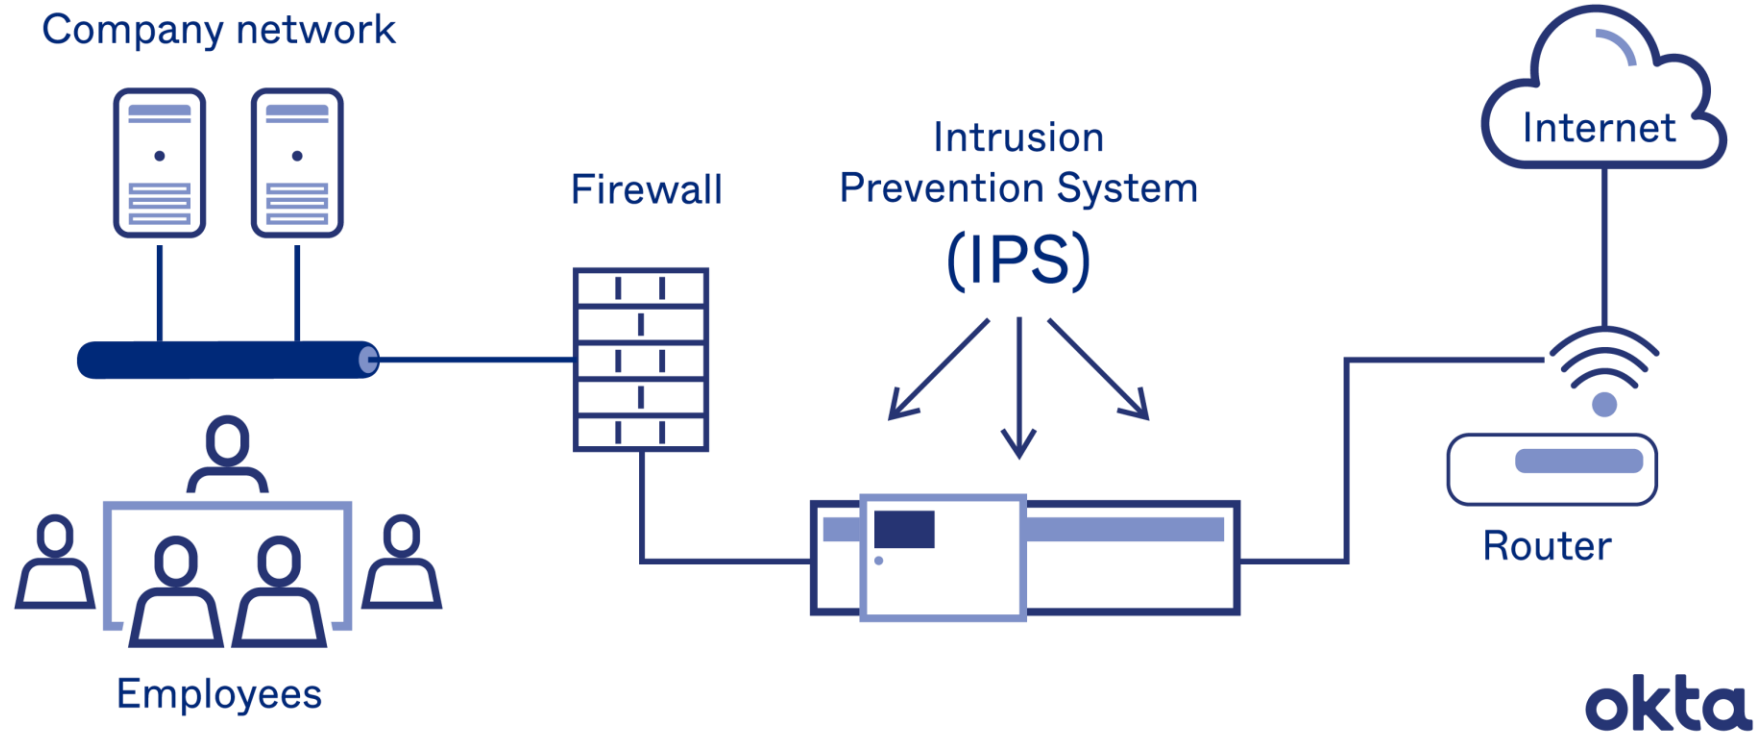 Company network
Firewall
Intrusion
Prevention System
(IPS)
Internet
Router
Employees
okta